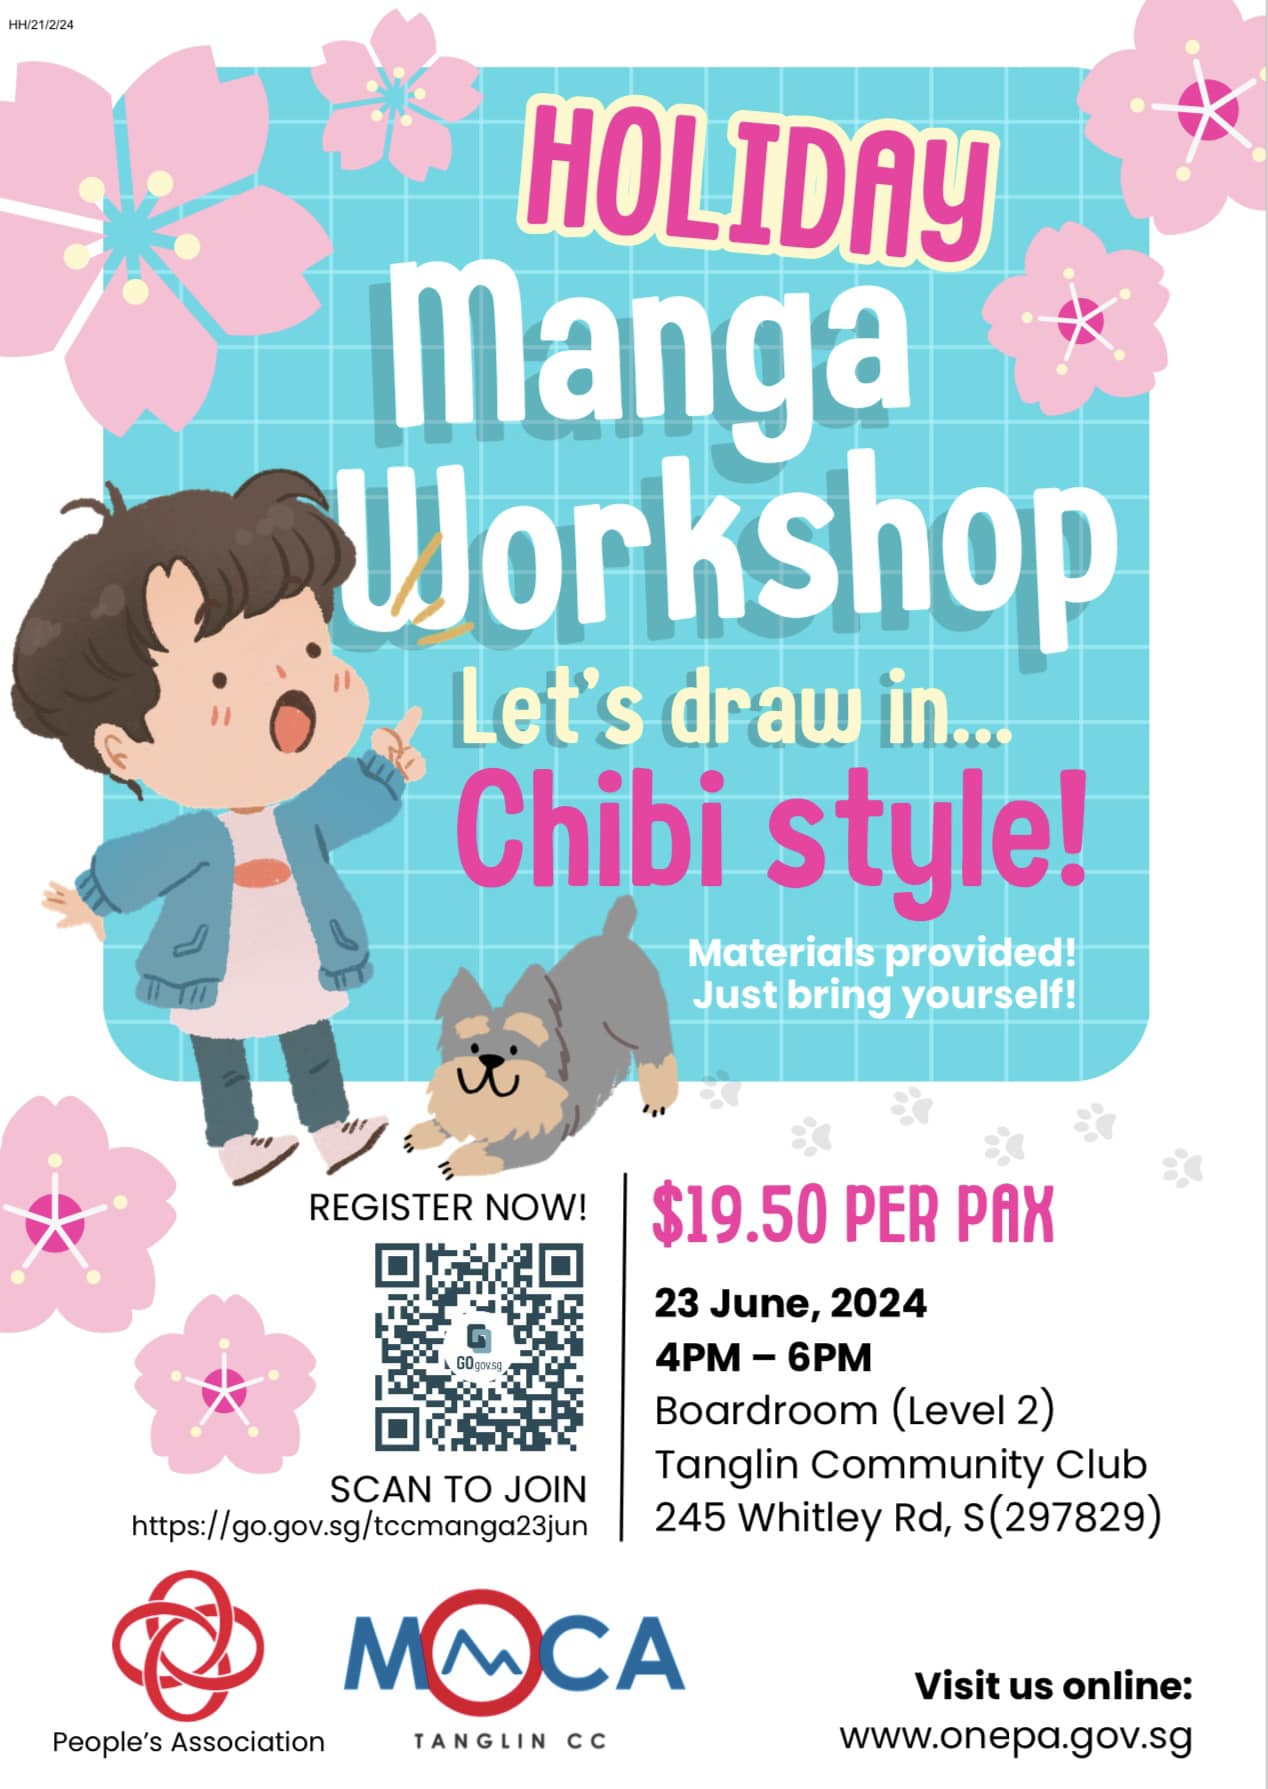 HH/21/2/24
HOLIDAY
Manga
Workshop
Let's draw in...
Chibi style!
Materials provided!
Just bring yourself!
REGISTER NOW!
GOgov.sg
SCAN TO JOIN
https://go.gov.sg/tccmanga23jun
$19.50 PER PAX
23 June, 2024
4PM – 6PM
Boardroom (Level 2)
Tanglin Community Club
245 Whitley Rd, S(297829)
People's Association
MOCA
TANGLIN CC
Visit us online:
www.onepa.gov.sg